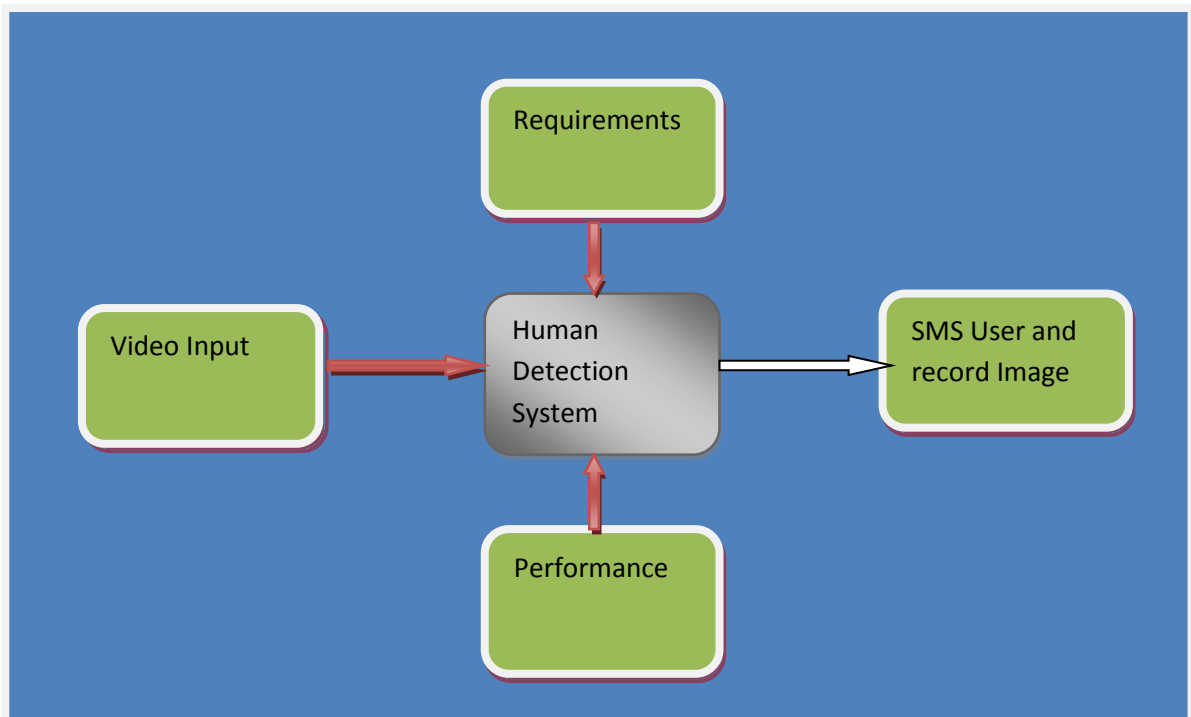 Requirements
Video Input
Human
Detection
System
SMS User and
record Image
Performance